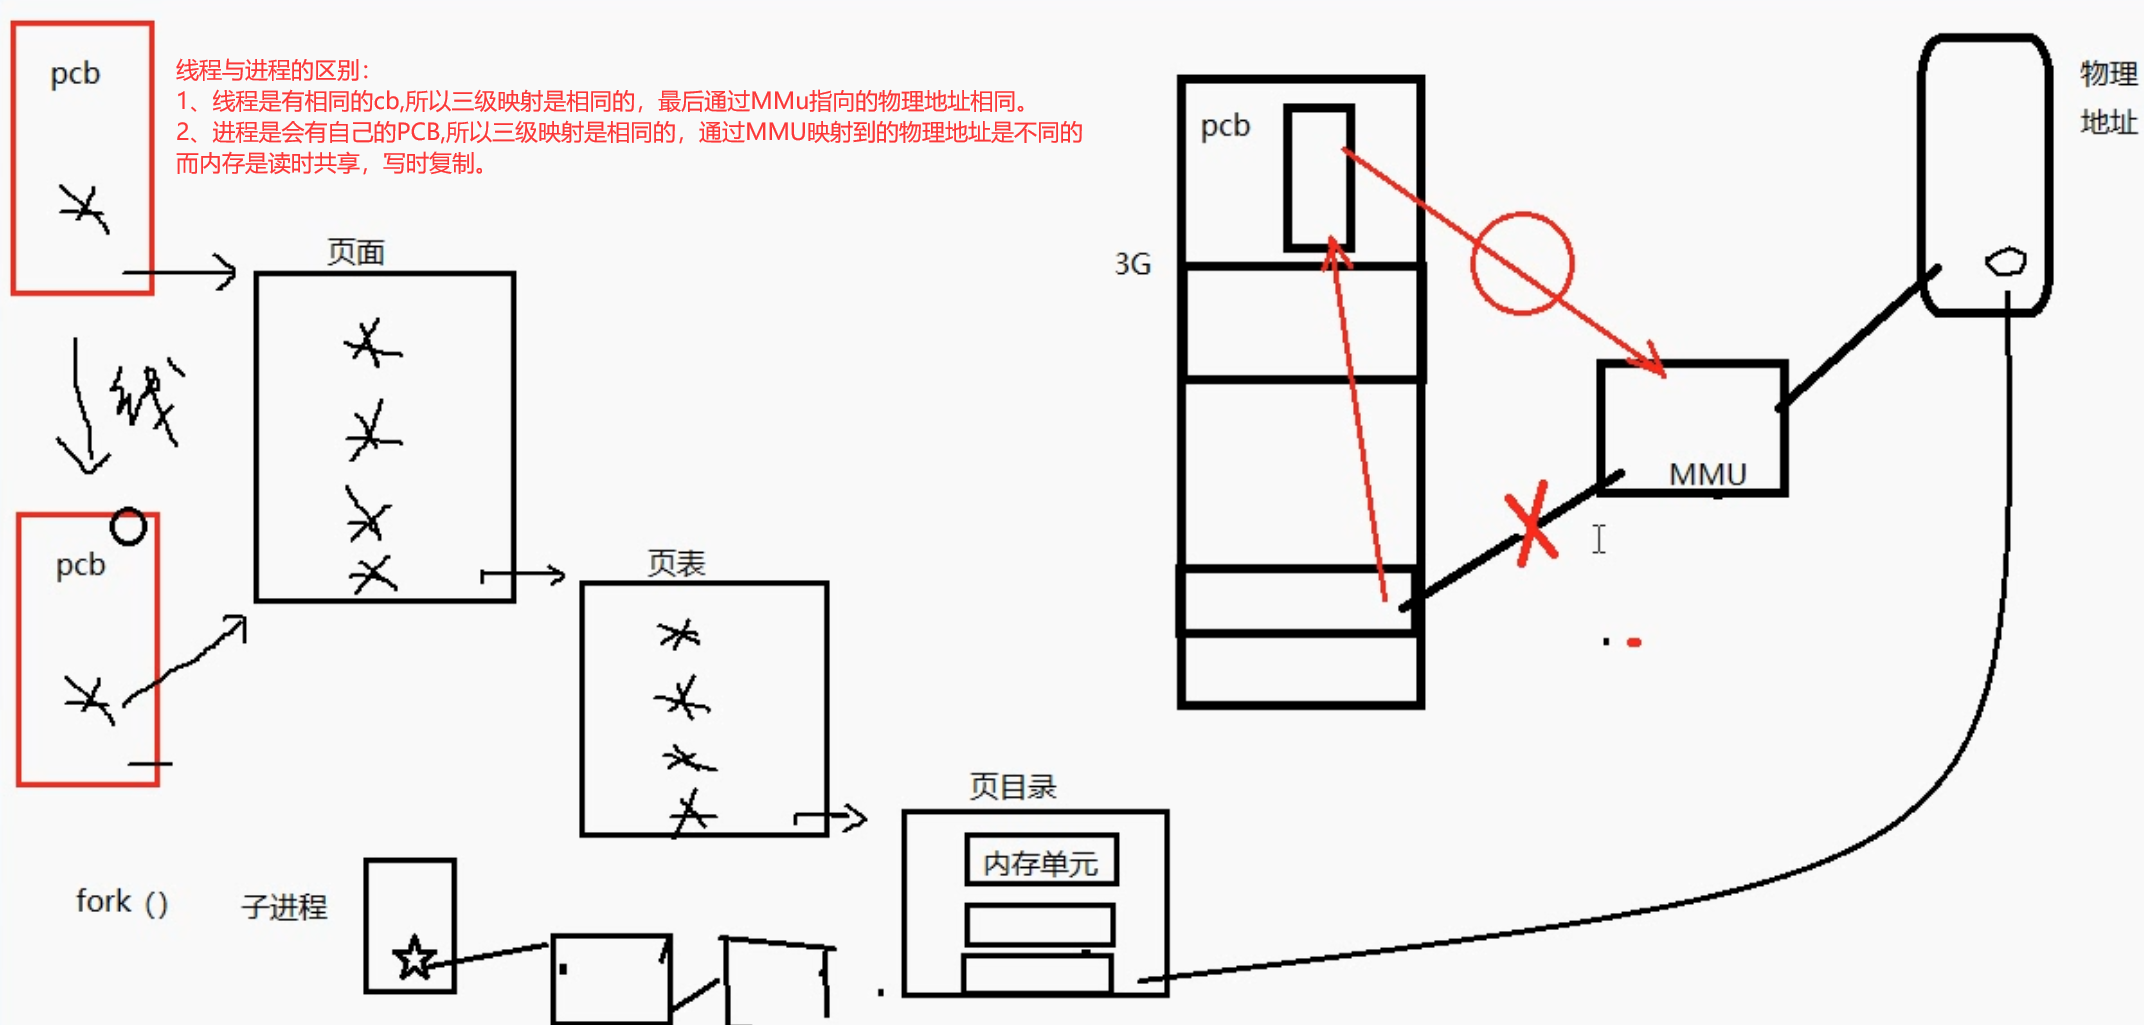 pcb
线程与进程的区别：
1、线程是有相同的cb,所以三级映射是相同的，最后通过MMu指向的物理地址相同。
2、进程是会有自己的PCB,所以三级映射是相同的，通过MMU映射到的物理地址是不同的
而内存是读时共享，写时复制。
pcb
物理
地址
页面
3G
线
MMU
页表
pcb
页目录
内存单元
fork（）
子进程